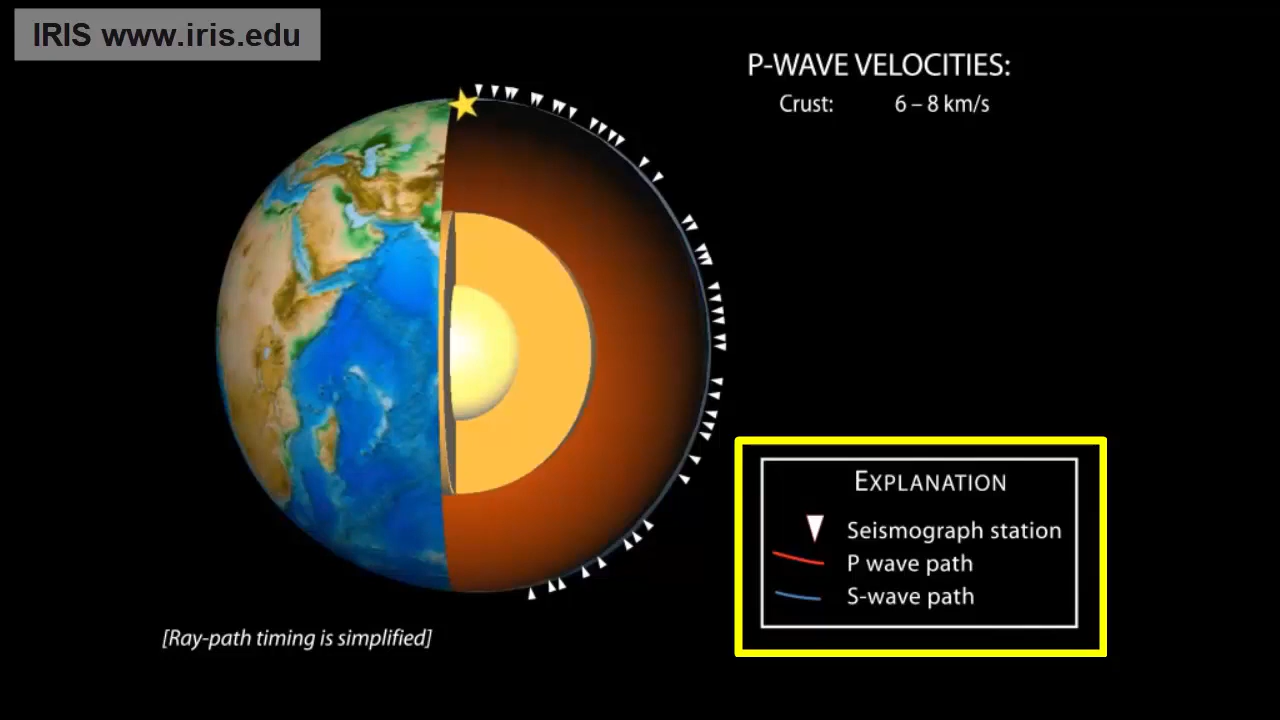 IRIS www.iris.edu
P-WAVE VELOCITIES:
Crust: 6 – 8 km/s
EXPLANATION
Seismograph station
P wave path
S-wave path
[Ray-path timing is simplified]